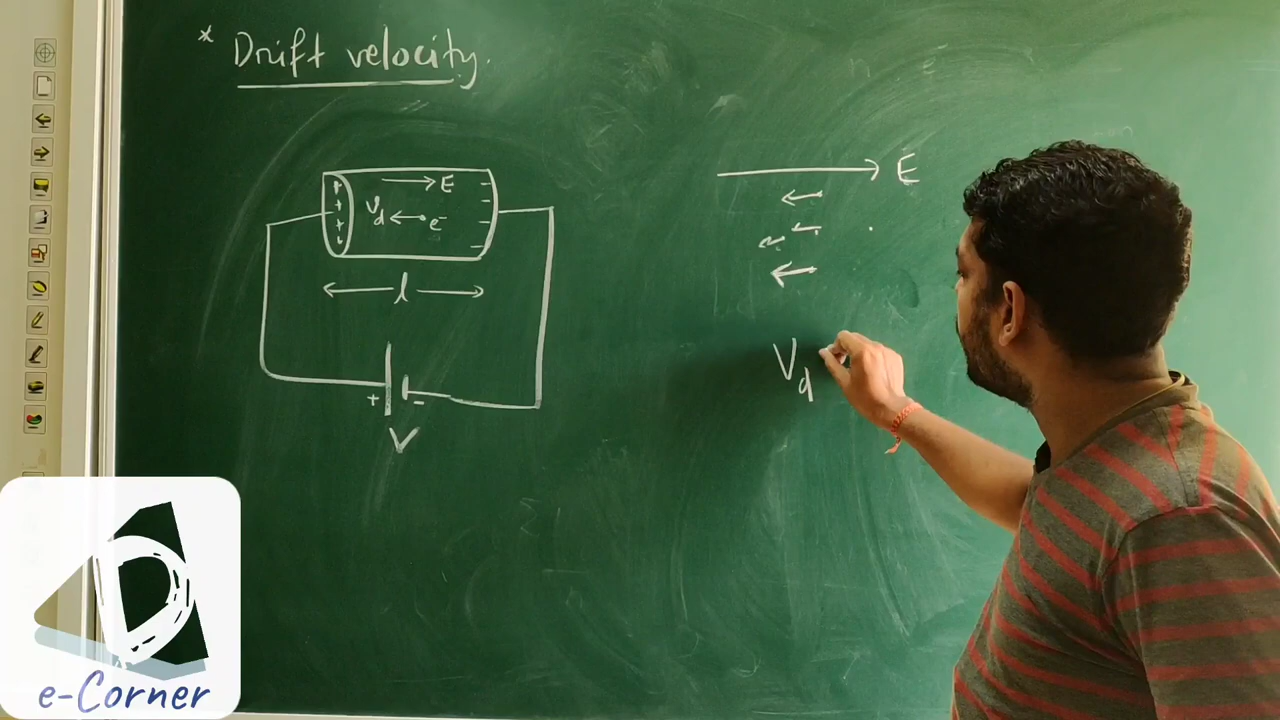 * Drift velocity.
+ → E -
+ Vd ← e⁻ -
+
+ -
← l →
+ -
V
E
Vd
e-Corner